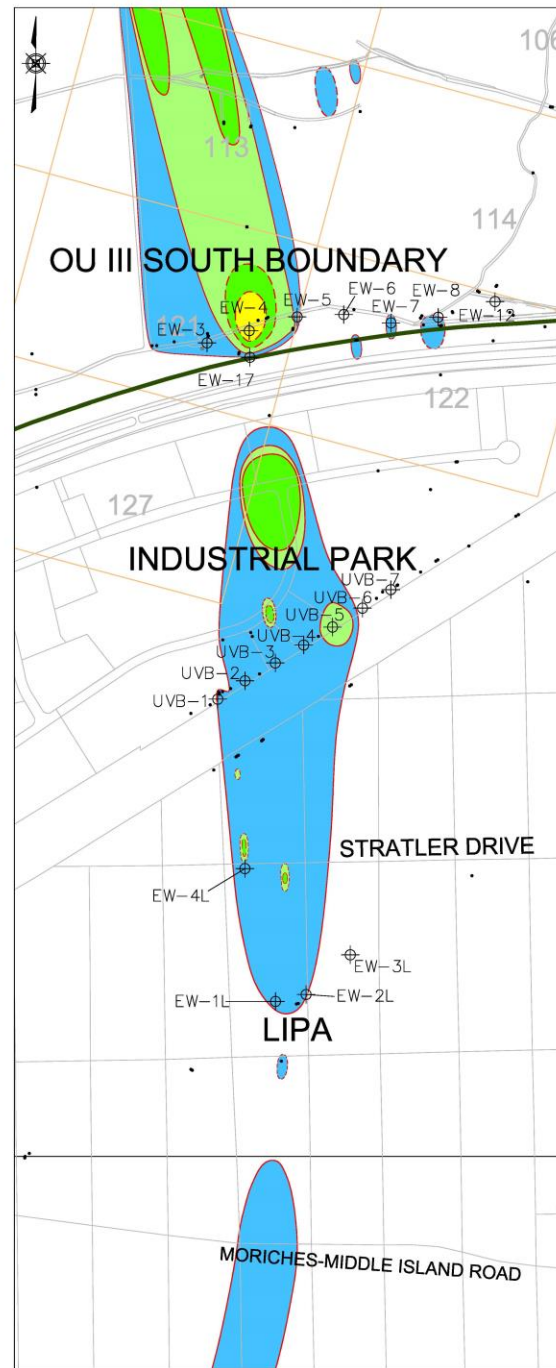 106
113
114
OU III SOUTH BOUNDARY
EW-6
EW-8
EW-5
EW-4
EW-7
EW-12
121
EW-3
EW-17
122
127
INDUSTRIAL PARK
UVB-7
UVB-6
UVB-5
UVB-4
UVB-3
UVB-2
UVB-1
STRATLER DRIVE
EW-4L
EW-3L
EW-1L
EW-2L
LIPA
MORICHES-MIDDLE ISLAND ROAD